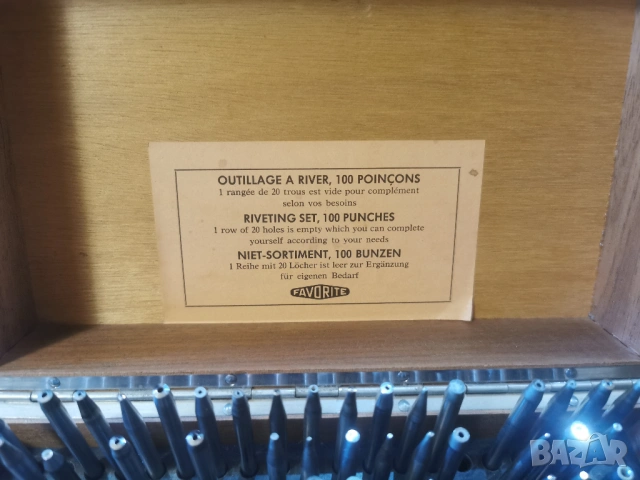 OUTILLAGE A RIVER, 100 POINÇONS
1 rangée de 20 trous est vide pour complément
selon vos besoins
RIVETING SET, 100 PUNCHES
1 row of 20 holes is empty which you can complete
yourself according to your needs
NIET-SORTIMENT, 100 BUNZEN
1 Reihe mit 20 Löcher ist leer zur Ergänzung
für eigenen Bedarf
FAVORITE
BAZAR